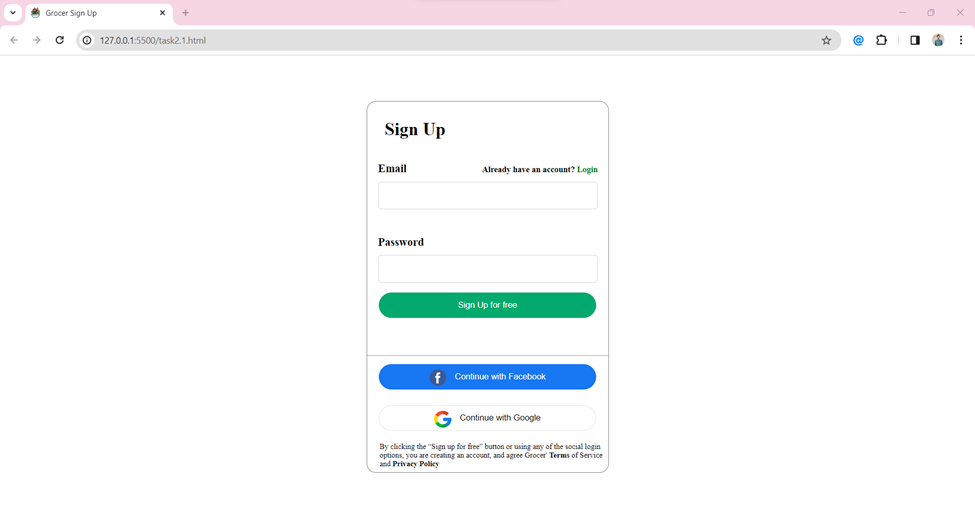 Grocer Sign Up
127.0.0.1:5500/task2.1.html
Sign Up
Email
Already have an account? Login
Password
Sign Up for free
Continue with Facebook
Continue with Google
By clicking the “Sign up for free” button or using any of the social login
options, you are creating an account, and agree Grocer' Terms of Service
and Privacy Policy